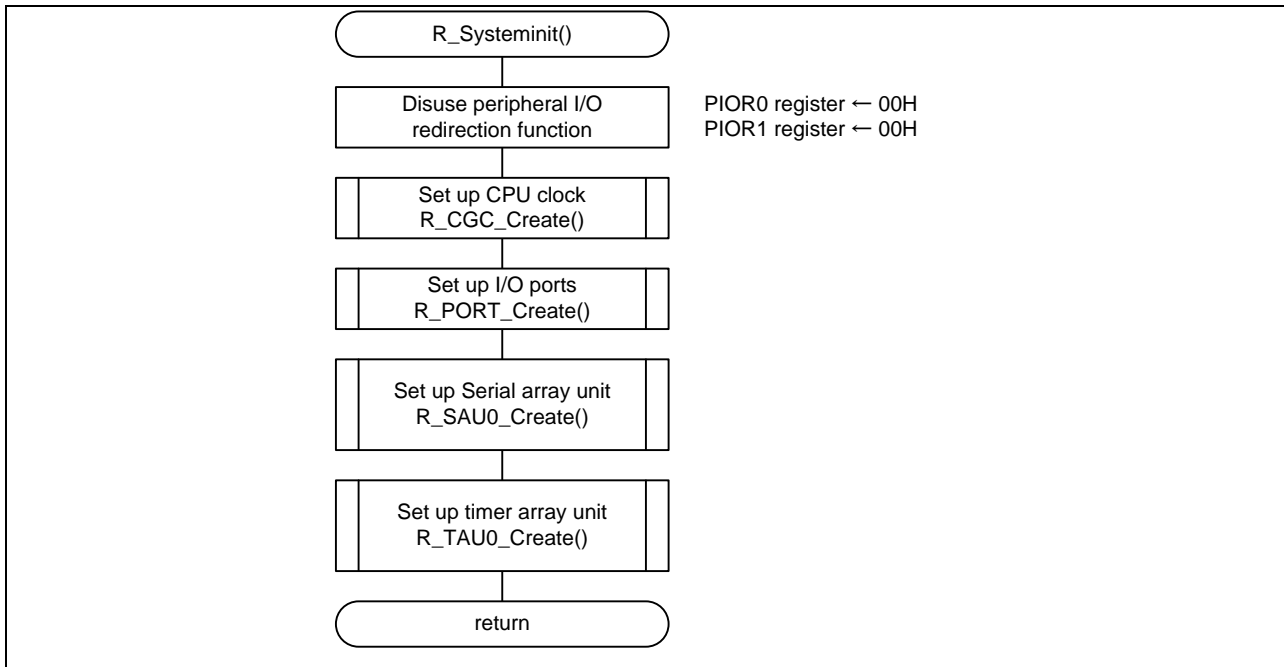 R_Systeminit()
Disuse peripheral I/O
redirection function
PIOR0 register ← 00H
PIOR1 register ← 00H
Set up CPU clock
R_CGC_Create()
Set up I/O ports
R_PORT_Create()
Set up Serial array unit
R_SAU0_Create()
Set up timer array unit
R_TAU0_Create()
return